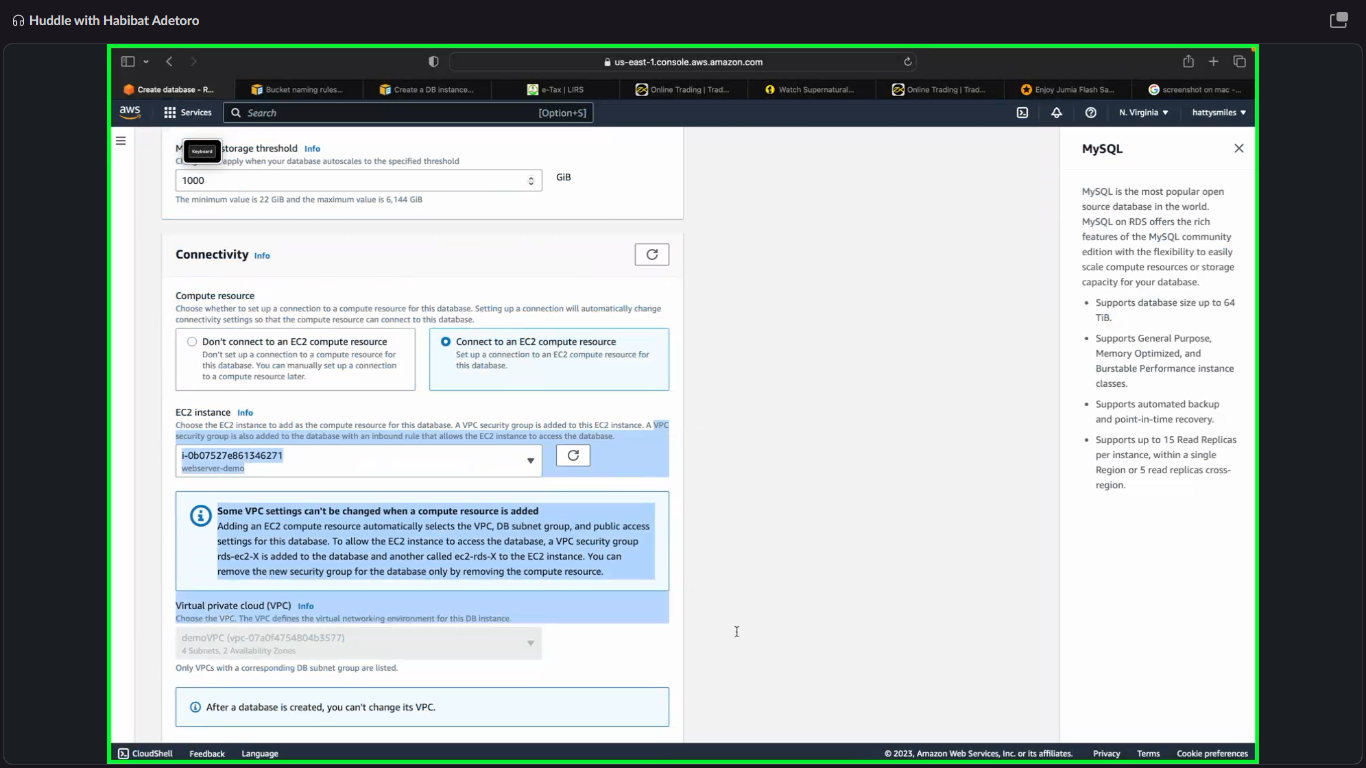 Huddle with Habibat Adetoro
us-east-1.console.aws.amazon.com
Create database - R...
Bucket naming rules...
Create a DB instance...
e-Tax | LIRS
Online Trading | Trad...
Watch Supernatural...
Online Trading | Trad...
Enjoy Jumia Flash Sa...
screenshot on mac -...
aws
Services
Search
[Option+S]
N. Virginia
hattysmiles
Keyboard
storage threshold Info
apply when your database autoscales to the specified threshold
1000
GiB
The minimum value is 22 GiB and the maximum value is 6,144 GiB
Connectivity Info
Compute resource
Choose whether to set up a connection to a compute resource for this database. Setting up a connection will automatically change
connectivity settings so that the compute resource can connect to this database.
Don't connect to an EC2 compute resource
Don't set up a connection to a compute resource for
this database. You can manually set up a connection
to a compute resource later.
Connect to an EC2 compute resource
Set up a connection to an EC2 compute resource for
this database.
EC2 instance Info
Choose the EC2 instance to add as the compute resource for this database. A VPC security group is added to this EC2 instance. A VPC
security group is also added to the database with an inbound rule that allows the EC2 instance to access the database.
i-0b07527e861346271
webserver-demo
Some VPC settings can't be changed when a compute resource is added
Adding an EC2 compute resource automatically selects the VPC, DB subnet group, and public access
settings for this database. To allow the EC2 instance to access the database, a VPC security group
rds-ec2-X is added to the database and another called ec2-rds-X to the EC2 instance. You can
remove the new security group for the database only by removing the compute resource.
Virtual private cloud (VPC) Info
Choose the VPC. The VPC defines the virtual networking environment for this DB instance.
demoVPC (vpc-07a0f4754804b3577)
4 Subnets, 2 Availability Zones
Only VPCs with a corresponding DB subnet group are listed.
After a database is created, you can't change its VPC.
MySQL
MySQL is the most popular open
source database in the world.
MySQL on RDS offers the rich
features of the MySQL community
edition with the flexibility to easily
scale compute resources or storage
capacity for your database.
• Supports database size up to 64
TiB.
• Supports General Purpose,
Memory Optimized, and
Burstable Performance instance
classes.
• Supports automated backup
and point-in-time recovery.
• Supports up to 15 Read Replicas
per instance, within a single
Region or 5 read replicas cross-
region.
CloudShell
Feedback
Language
© 2023, Amazon Web Services, Inc. or its affiliates.
Privacy
Terms
Cookie preferences